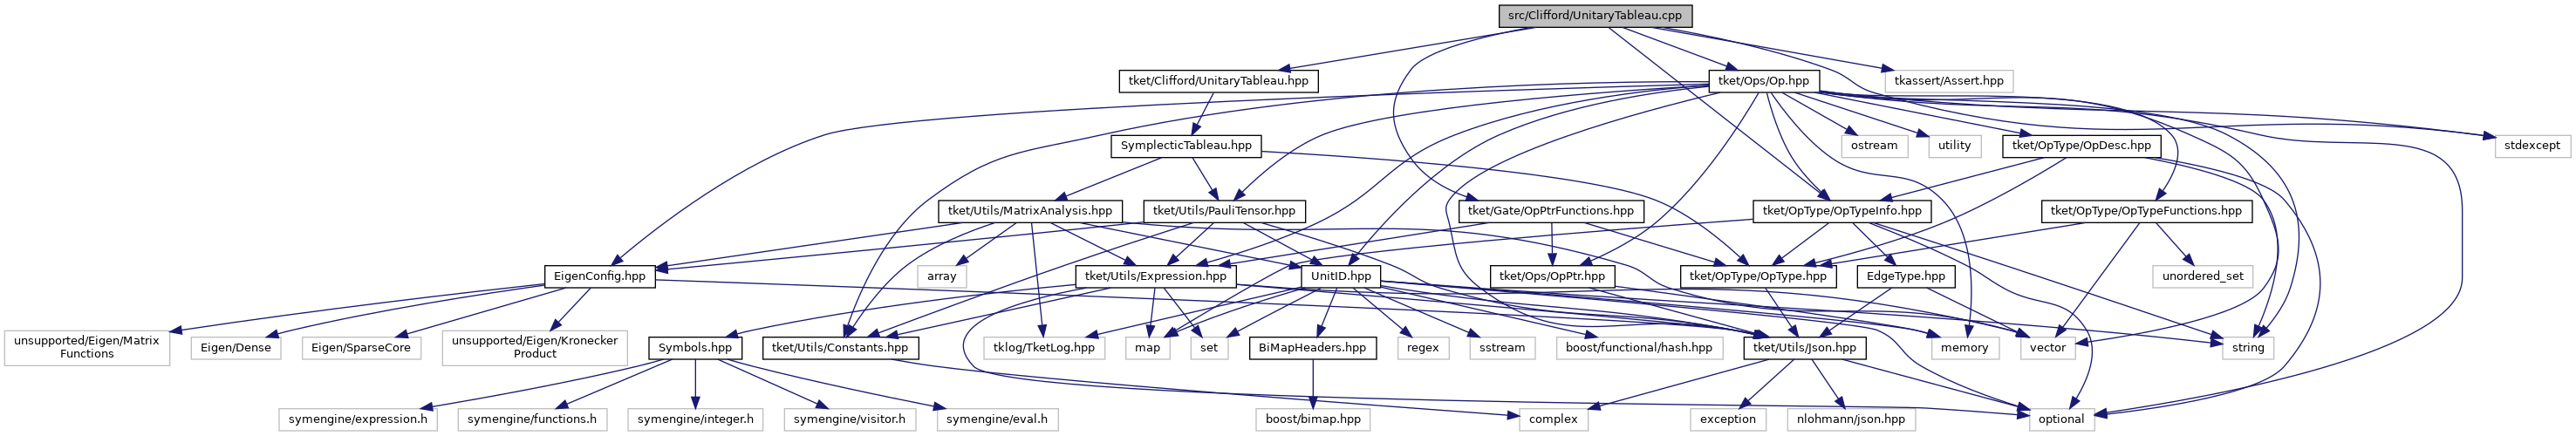 src/Clifford/UnitaryTableau.cpp
tket/Clifford/UnitaryTableau.hpp
tket/Ops/Op.hpp
tkassert/Assert.hpp
SymplecticTableau.hpp
ostream
utility
tket/OpType/OpDesc.hpp
stdexcept
tket/Utils/MatrixAnalysis.hpp
tket/Utils/PauliTensor.hpp
tket/Gate/OpPtrFunctions.hpp
tket/OpType/OpTypeInfo.hpp
tket/OpType/OpTypeFunctions.hpp
EigenConfig.hpp
array
tket/Utils/Expression.hpp
UnitID.hpp
tket/Ops/OpPtr.hpp
tket/OpType/OpType.hpp
EdgeType.hpp
unordered_set
unsupported/Eigen/Matrix
Functions
Eigen/Dense
Eigen/SparseCore
unsupported/Eigen/Kronecker
Product
Symbols.hpp
tket/Utils/Constants.hpp
tklog/TketLog.hpp
map
set
BiMapHeaders.hpp
regex
sstream
boost/functional/hash.hpp
tket/Utils/Json.hpp
memory
vector
string
symengine/expression.h
symengine/functions.h
symengine/integer.h
symengine/visitor.h
symengine/eval.h
boost/bimap.hpp
complex
exception
nlohmann/json.hpp
optional